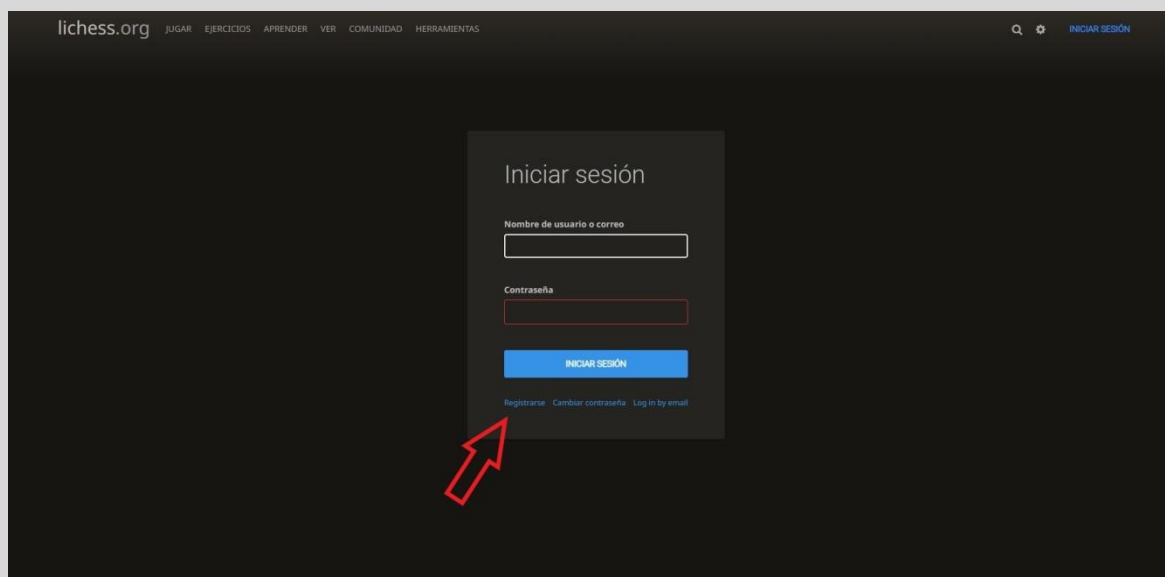 lichess.org JUGAR EJERCICIOS APRENDER VER COMUNIDAD HERRAMIENTAS INICIAR SESIÓN
Iniciar sesión
Nombre de usuario o correo
Contraseña
INICIAR SESIÓN
Registrarse Cambiar contraseña Log in by email